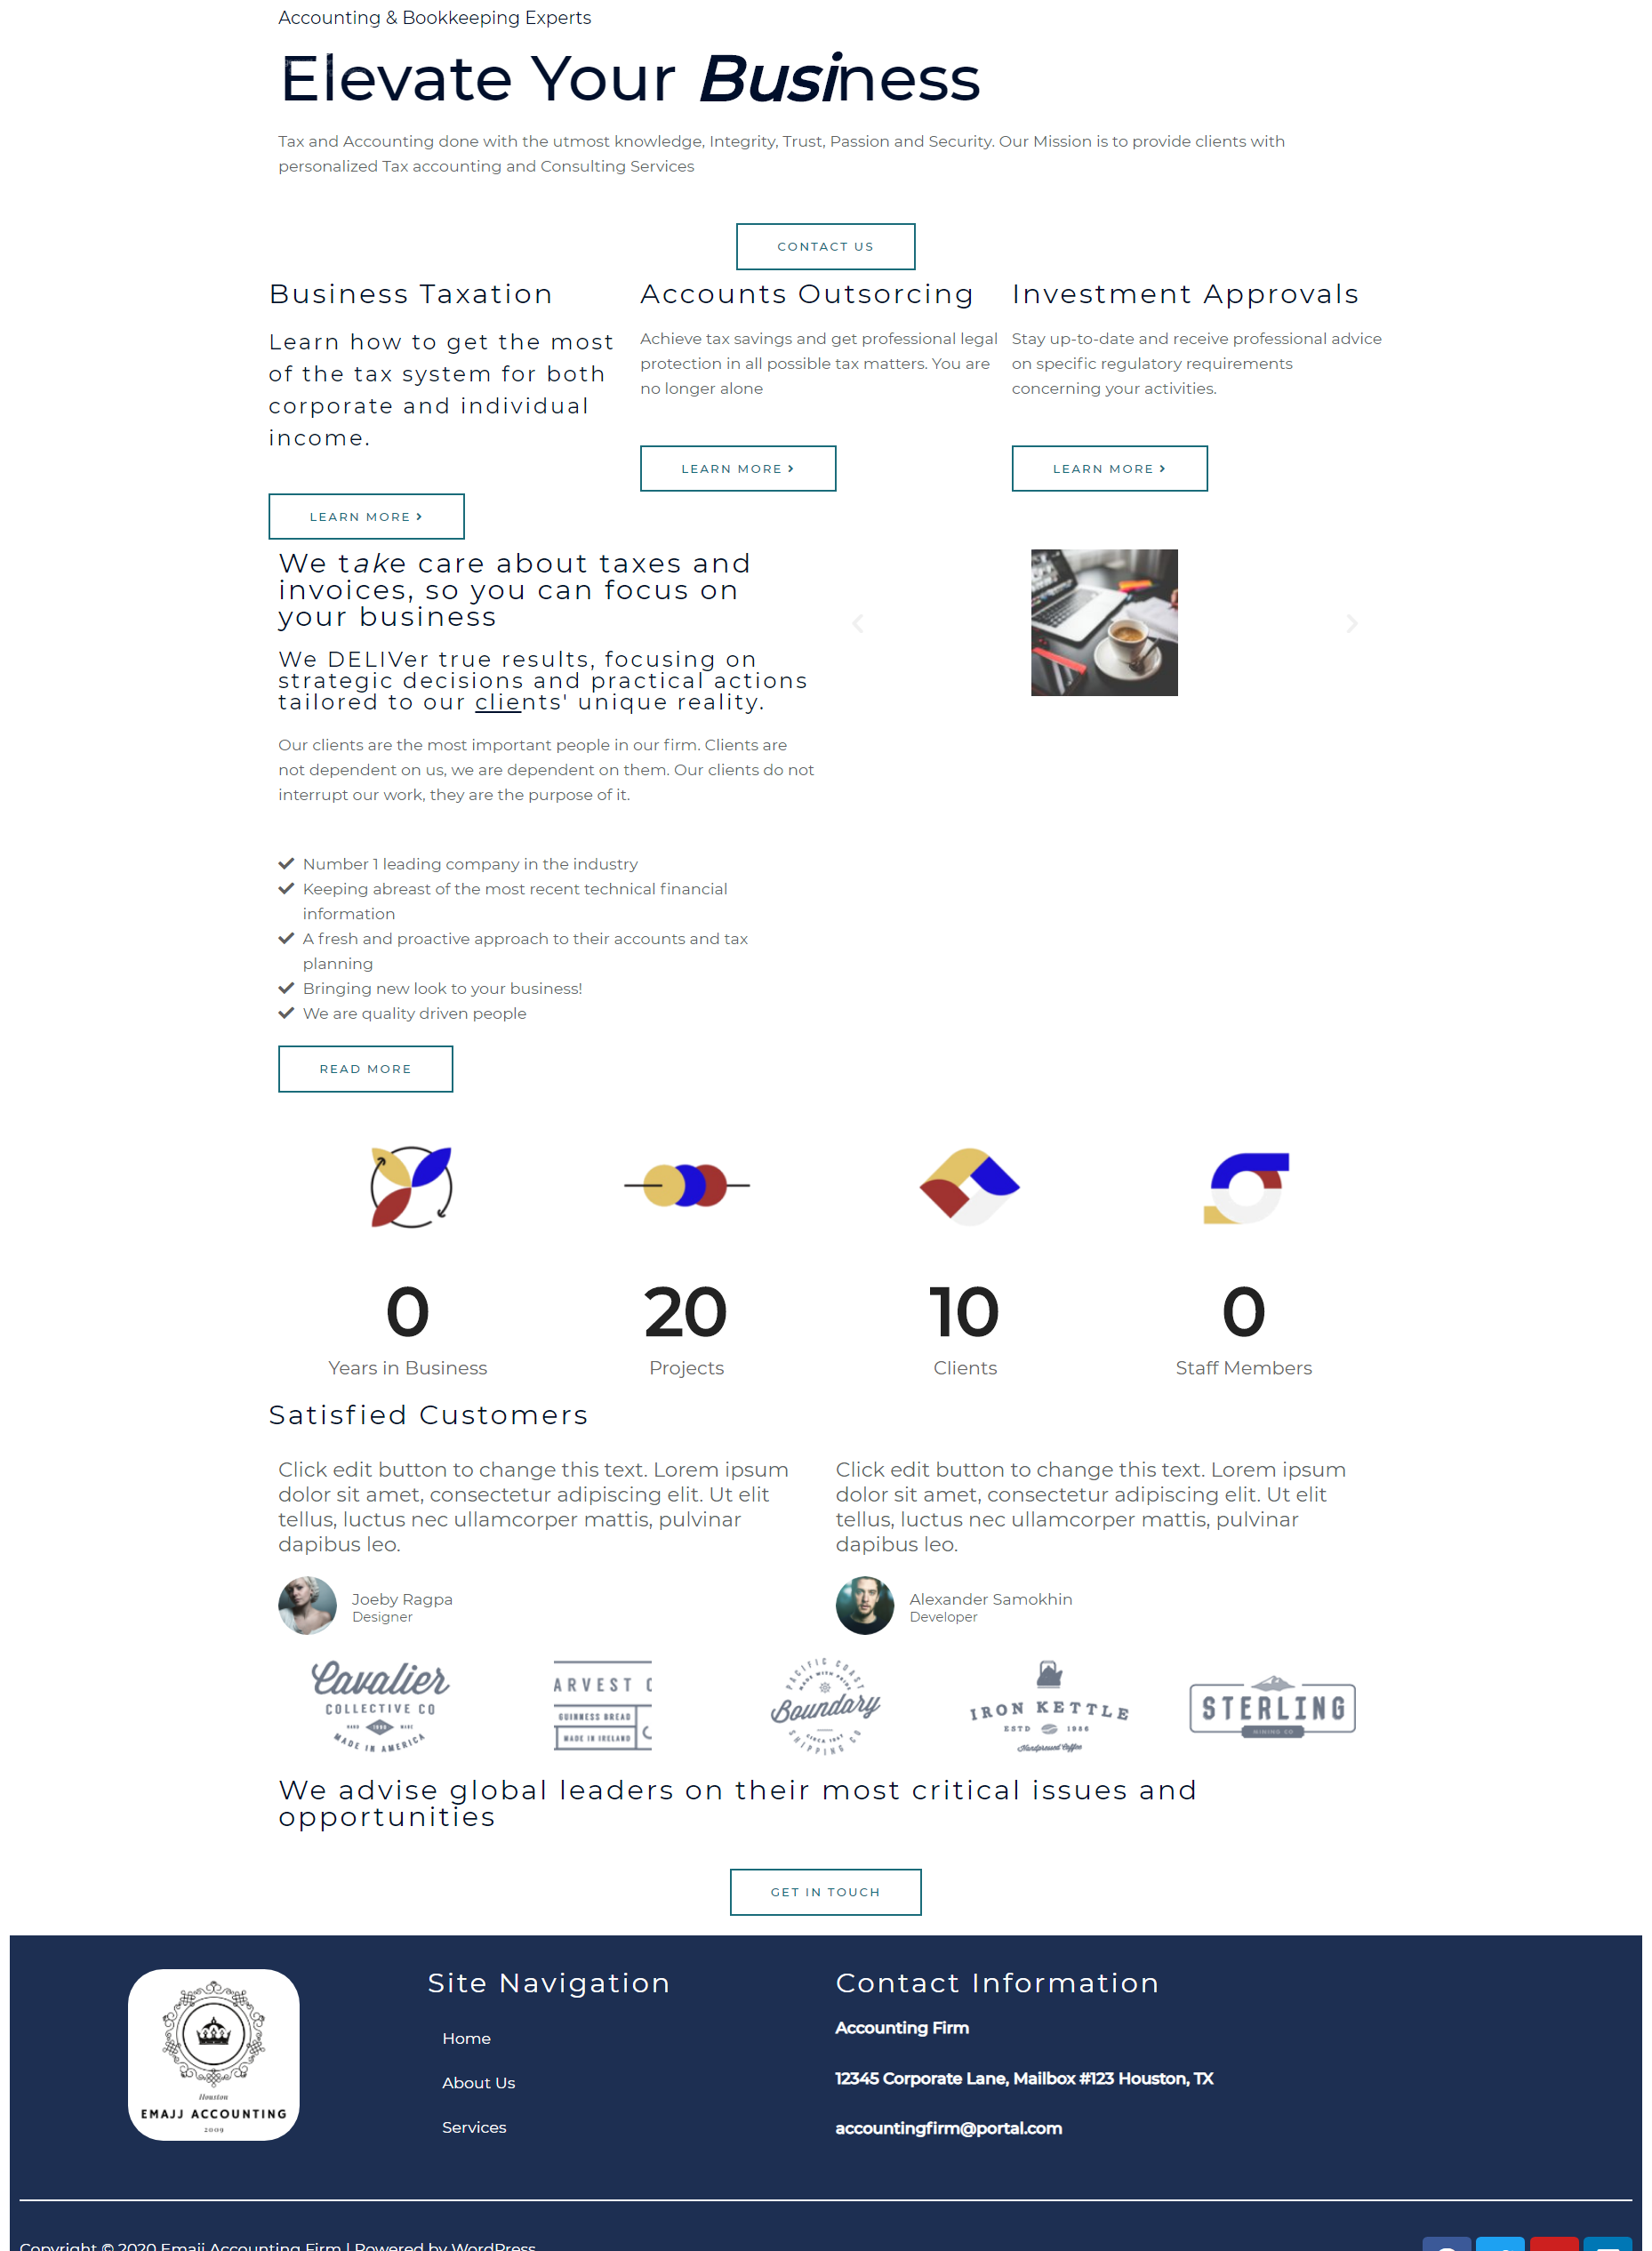 Accounting & Bookkeeping Experts
Elevate Your Business
Tax and Accounting done with the utmost knowledge, Integrity, Trust, Passion and Security. Our Mission is to provide clients with
personalized Tax accounting and Consulting Services
CONTACT US
Business Taxation
Learn how to get the most
of the tax system for both
corporate and individual
income.
LEARN MORE
Accounts Outsorcing
Achieve tax savings and get professional legal
protection in all possible tax matters. You are
no longer alone
LEARN MORE
Investment Approvals
Stay up-to-date and receive professional advice
on specific regulatory requirements
concerning your activities.
LEARN MORE
We take care about taxes and
invoices, so you can focus on
your business
We DELIVer true results, focusing on
strategic decisions and practical actions
tailored to our clients' unique reality.
Our clients are the most important people in our firm. Clients are
not dependent on us, we are dependent on them. Our clients do not
interrupt our work, they are the purpose of it.
Number 1 leading company in the industry
Keeping abreast of the most recent technical financial
information
A fresh and proactive approach to their accounts and tax
planning
Bringing new look to your business!
We are quality driven people
READ MORE
0
Years in Business
20
Projects
10
Clients
0
Staff Members
Satisfied Customers
Click edit button to change this text. Lorem ipsum
dolor sit amet, consectetur adipiscing elit. Ut elit
tellus, luctus nec ullamcorper mattis, pulvinar
dapibus leo.
Joeby Ragpa
Designer
Click edit button to change this text. Lorem ipsum
dolor sit amet, consectetur adipiscing elit. Ut elit
tellus, luctus nec ullamcorper mattis, pulvinar
dapibus leo.
Alexander Samokhin
Developer
Cavalier
COLLECTIVE CO
MADE IN AMERICA
ARVEST C
GUINNESS BREAD
MADE IN IRELAND
PACIFIC COAST
MADE WITH PRIDE
Boundary
SHIPPING CO
IRON KETTLE
ESTD 1986
Handground Coffee
STERLING
MINING CO
We advise global leaders on their most critical issues and
opportunities
GET IN TOUCH
Houston
EMAJJ ACCOUNTING
2009
Site Navigation
Home
About Us
Services
Contact Information
Accounting Firm
12345 Corporate Lane, Mailbox #123 Houston, TX
accountingfirm@portal.com
Copyright © 2020 Emajj Accounting Firm | Powered by WordPress